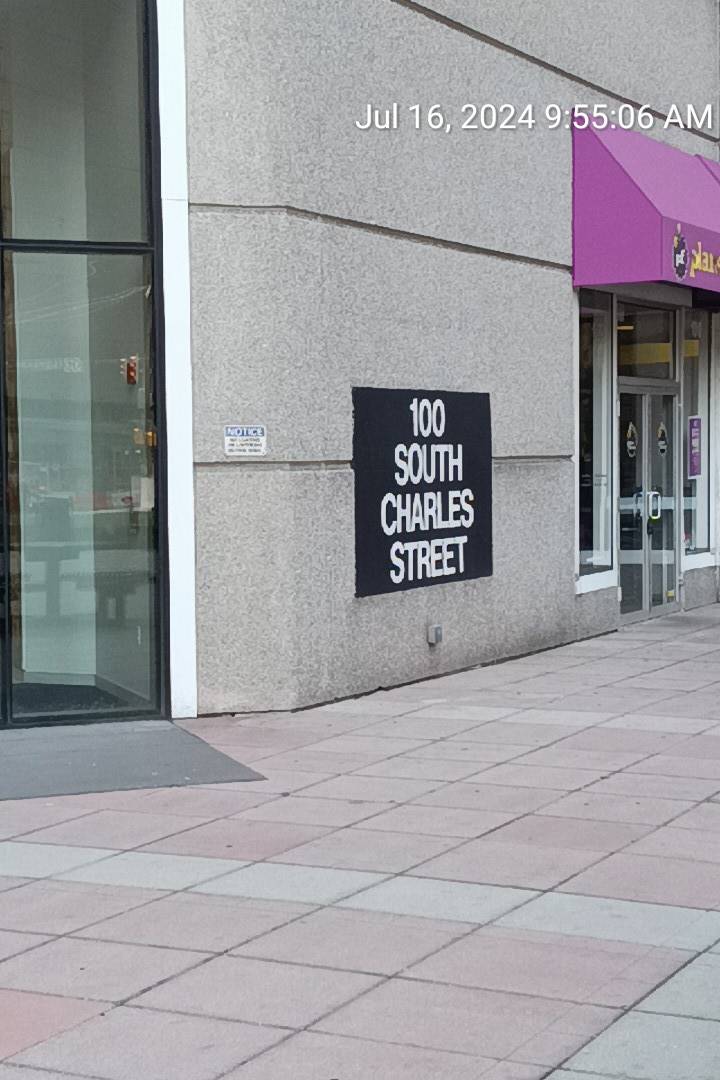 Jul 16, 2024 9:55:06 AM
NOTICE
100
SOUTH
CHARLES
STREET